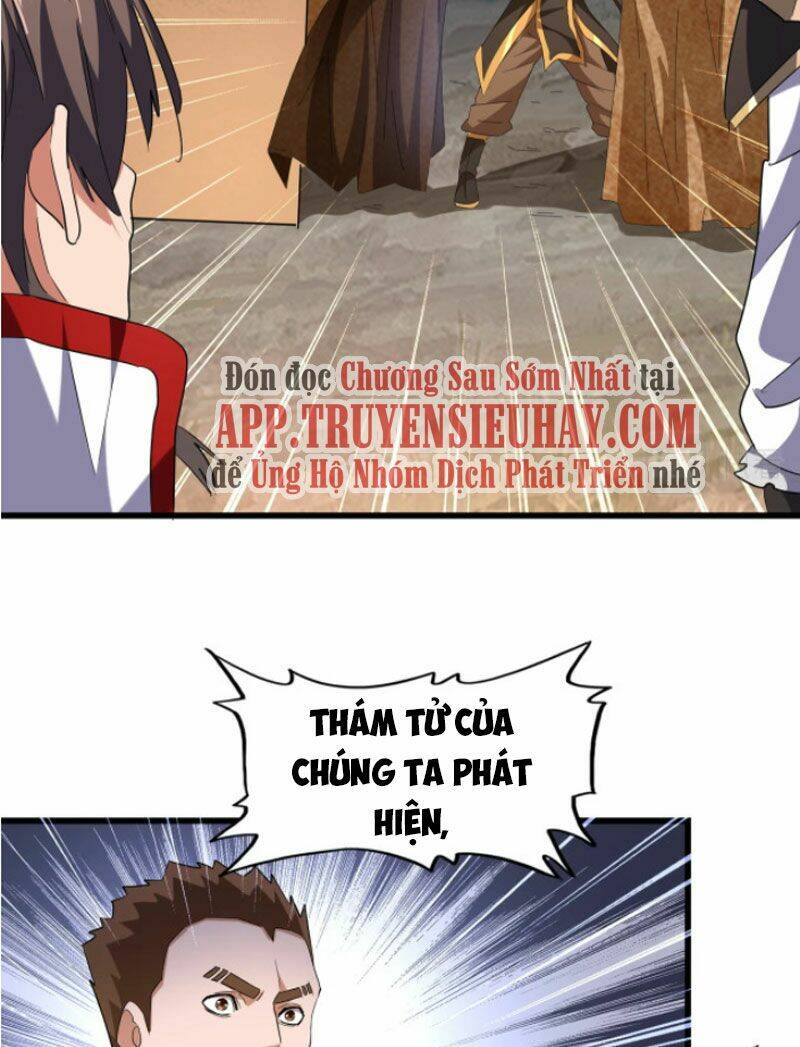 Đón đọc Chương Sau Sớm Nhất tại
APP.TRUYENSIEUHAY.COM
để Ủng Hộ Nhóm Dịch Phát Triển nhé
THÁM TỬ CỦA
CHÚNG TA PHÁT
HIỆN,